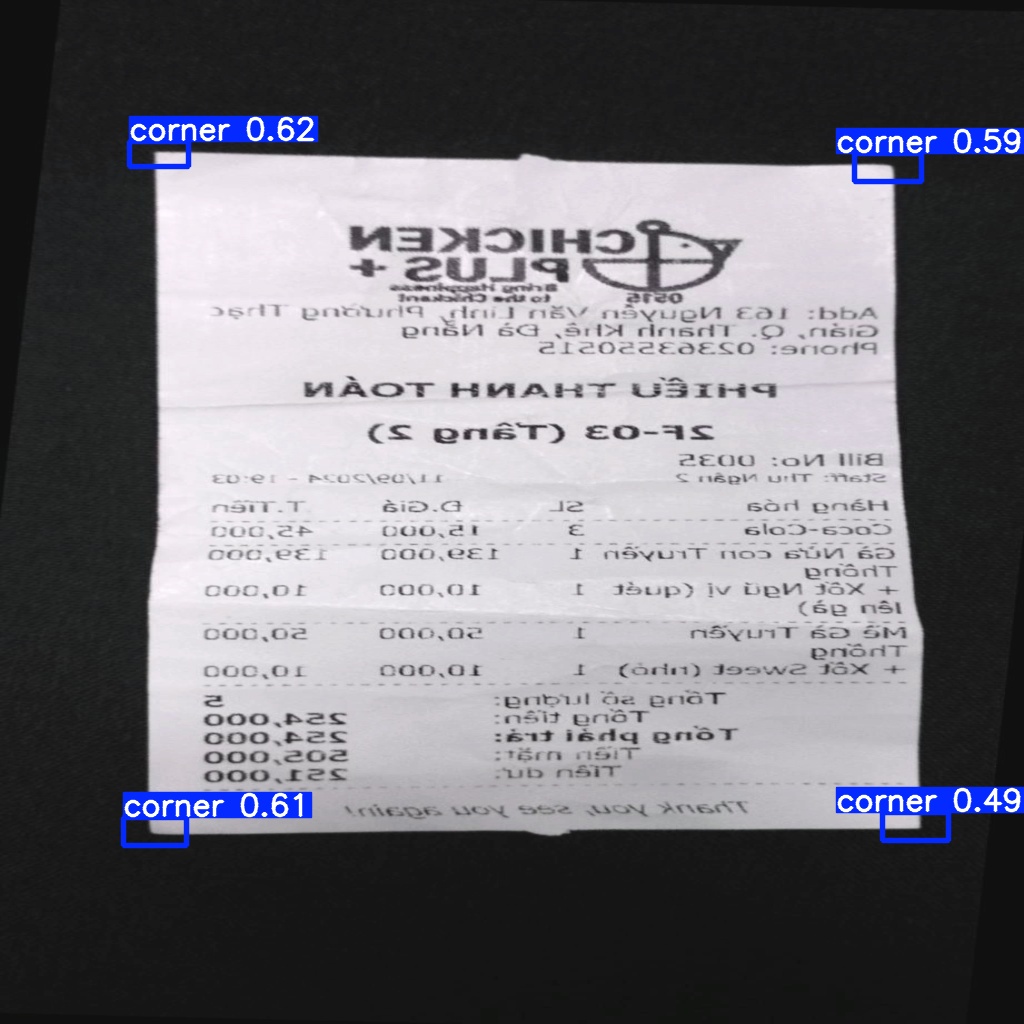 corner 0.62
corner 0.59
CHICKEN
PLUS +
Bring Happiness
to the Chickent
0515
Add: 163 Nguyễn Văn Linh, Phường Thạc
Gián, Q. Thanh Khê, Đà Nẵng
Phone: 02363550515
PHIẾU THANH TOÁN
2F-03 (Tầng 2)
Bill No: 0035
Staff: Thu Ngân 2 11/09/2024 - 19:03
Hàng hóa SL Đ.Giá T.Tiền
Coca-Cola 3 15,000 45,000
Gà Nửa con Truyền 1 139,000 139,000
Thống
+ Xốt Ngũ vị (quét 1 10,000 10,000
lên gà)
Mề Gà Truyền 1 50,000 50,000
Thống
+ Xốt Sweet (nhỏ) 1 10,000 10,000
Tổng số lượng: 5
Tổng tiền: 254,000
Tổng phải trả: 254,000
Tiền mặt: 505,000
Tiền dư: 251,000
Thank you, see you again!
corner 0.61
corner 0.49